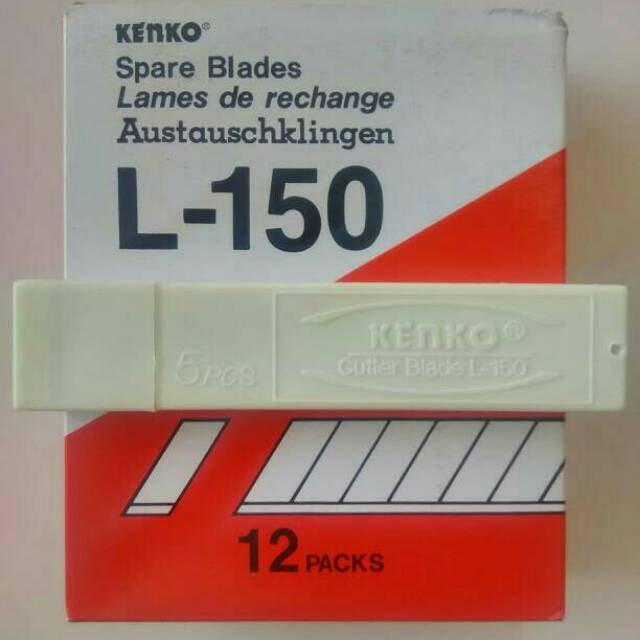 KENKO®
Spare Blades
Lames de rechange
Austauschklingen
L-150
KENKO®
5PCS
Cutter Blade L-150
12 PACKS